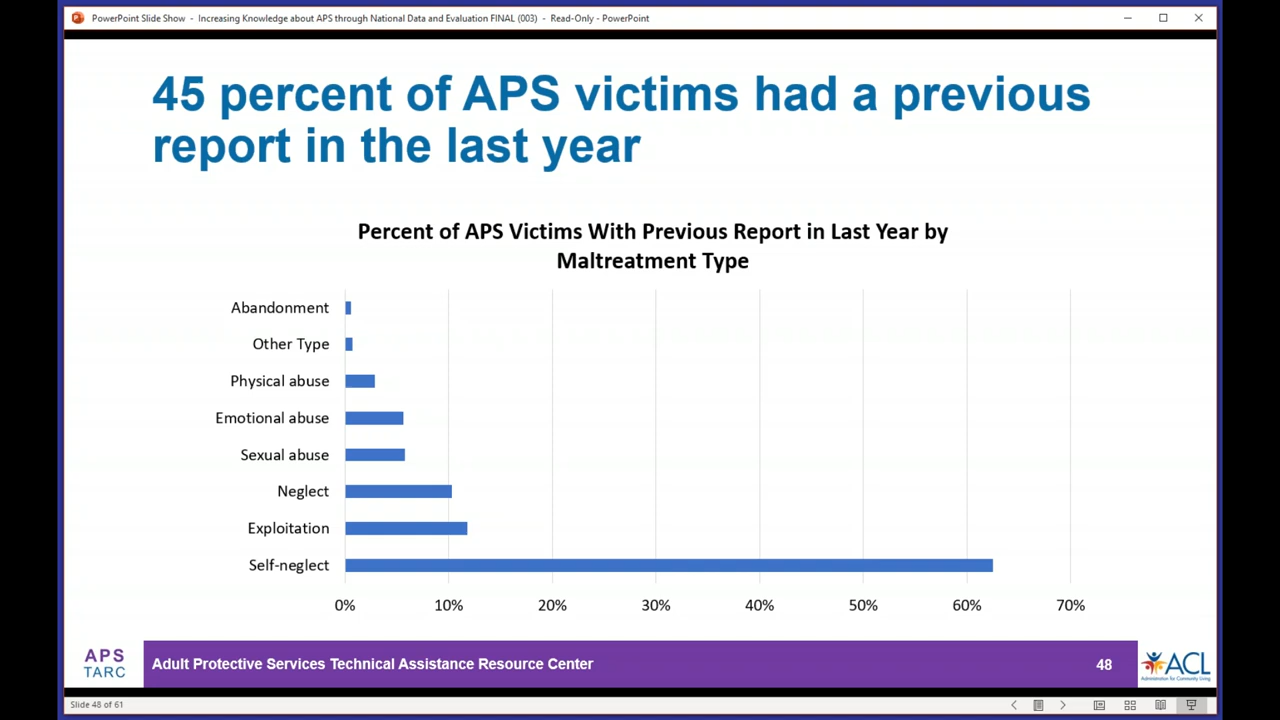 PowerPoint Slide Show - Increasing Knowledge about APS through National Data and Evaluation FINAL (003) - Read-Only - PowerPoint
45 percent of APS victims had a previous
report in the last year
Percent of APS Victims With Previous Report in Last Year by
Maltreatment Type
Abandonment
Other Type
Physical abuse
Emotional abuse
Sexual abuse
Neglect
Exploitation
Self-neglect
0% 10% 20% 30% 40% 50% 60% 70%
APS
TARC
Adult Protective Services Technical Assistance Resource Center
48
ACL
Administration for Community Living
Slide 48 of 61